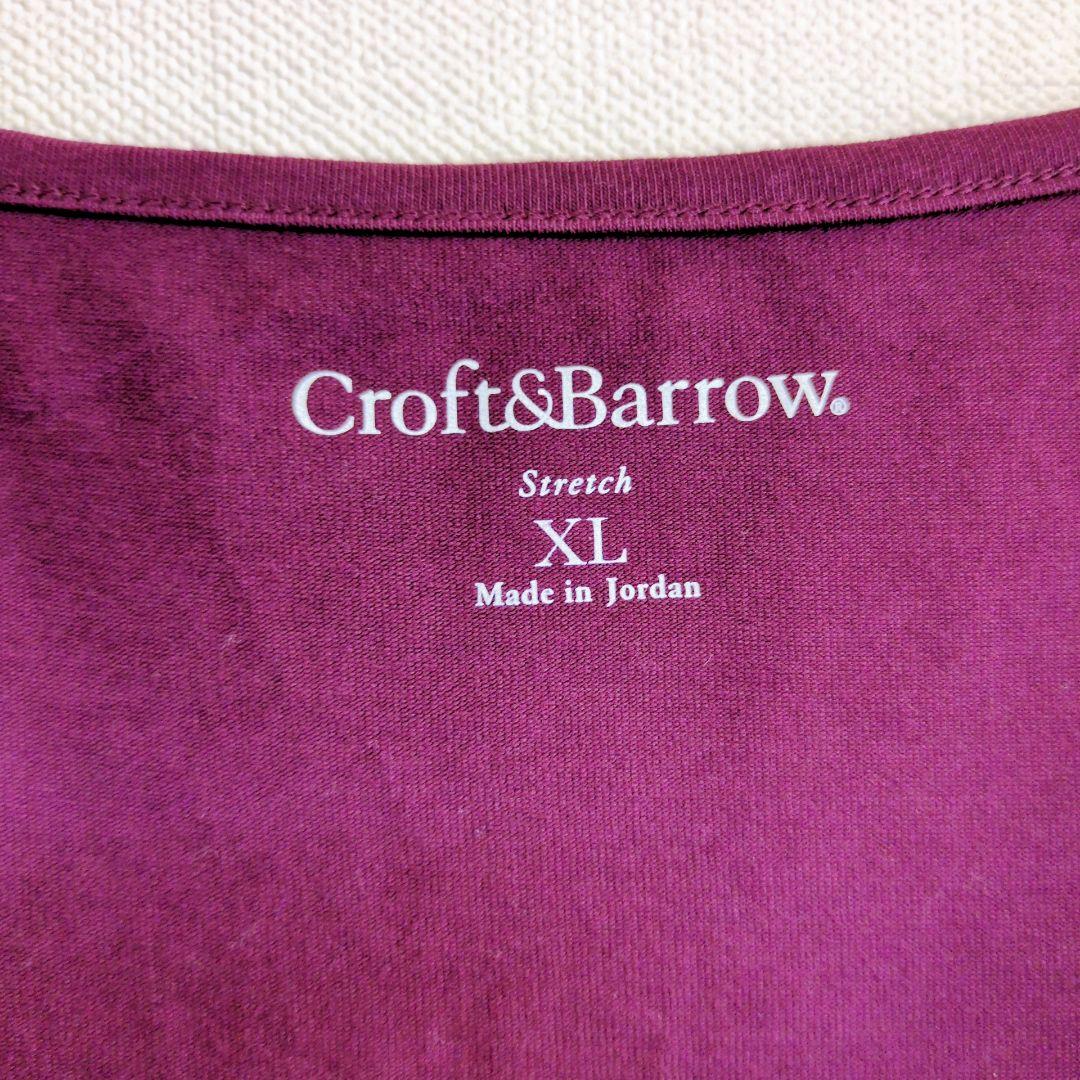 Croft&Barrow®
Stretch
XL
Made in Jordan